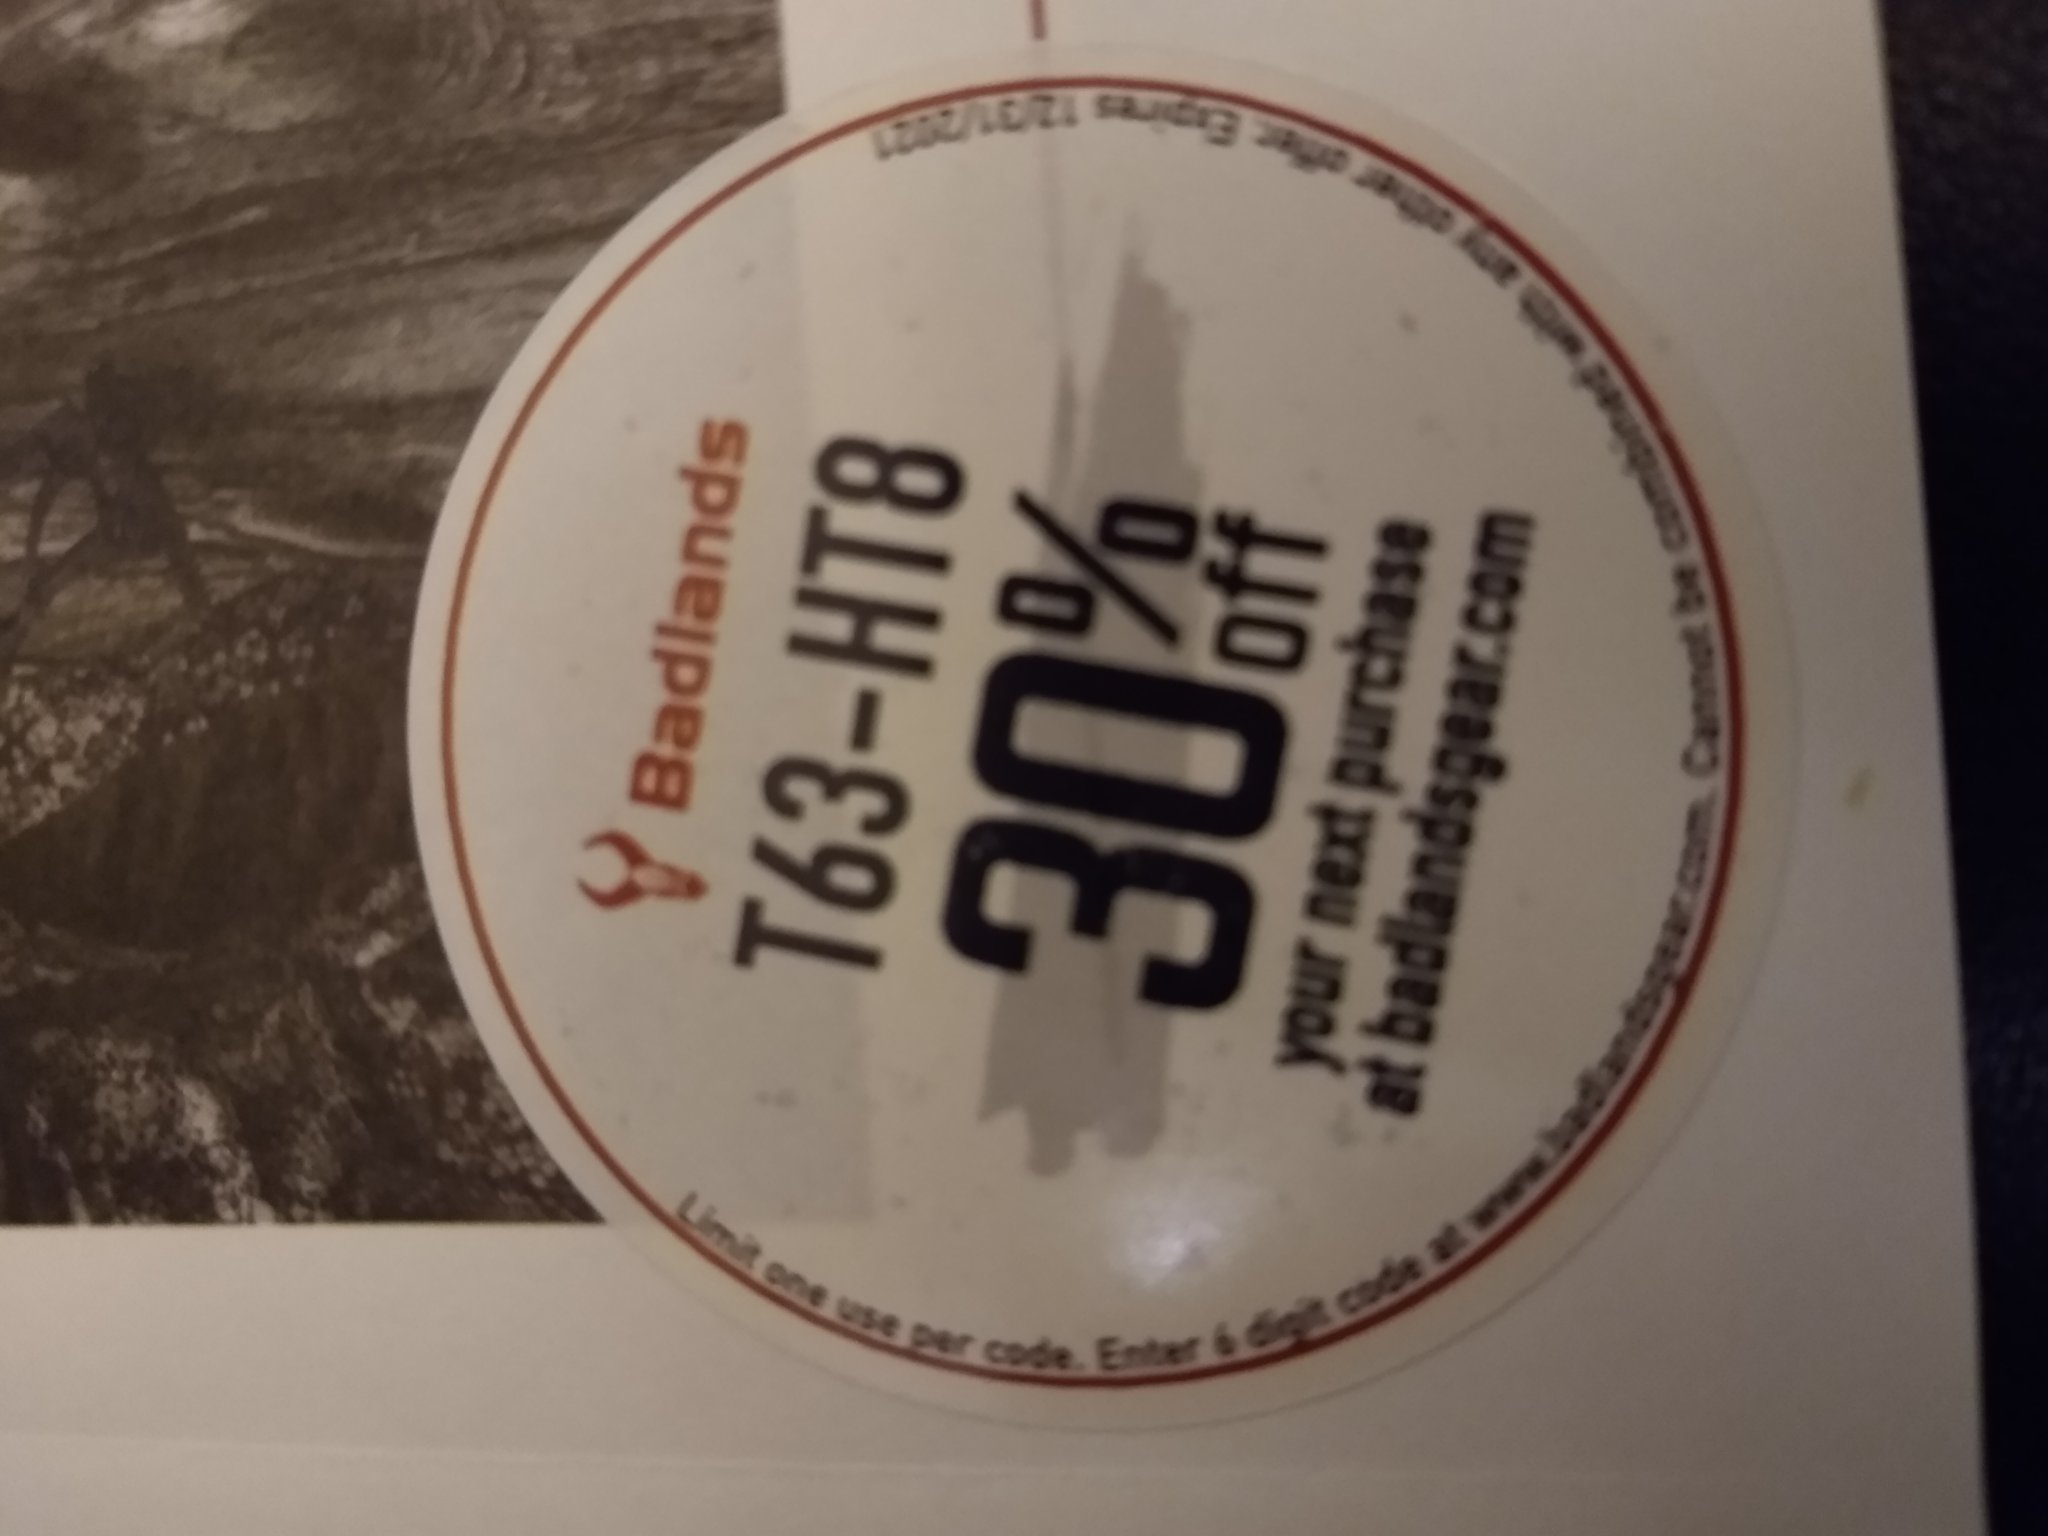 Badlands
T63-HT8
30%
off
your next purchase
at badlandsgear.com
Limit one use per code. Enter 6 digit code at www.badlandsgear.com. Cannot be combined with any other offer. Expires 12/31/2021